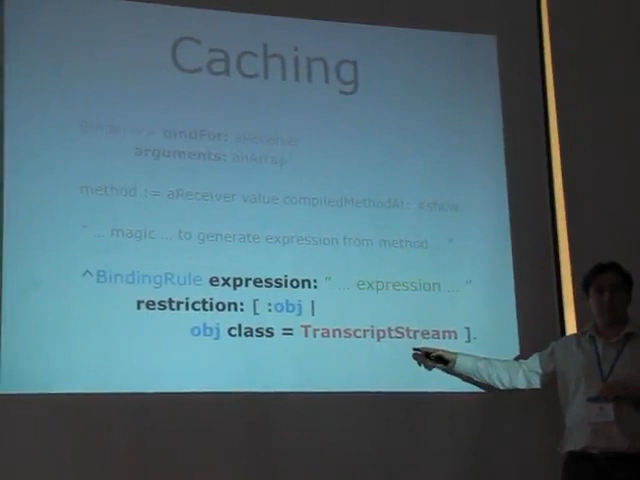 Caching
bindFor: aReceiver
arguments: anArray
method := aReceiver value compiledMethodAt: #show.
" ... magic ... to generate expression from method ... "
^BindingRule expression: " ... expression ... "
restriction: [ :obj |
obj class = TranscriptStream ].